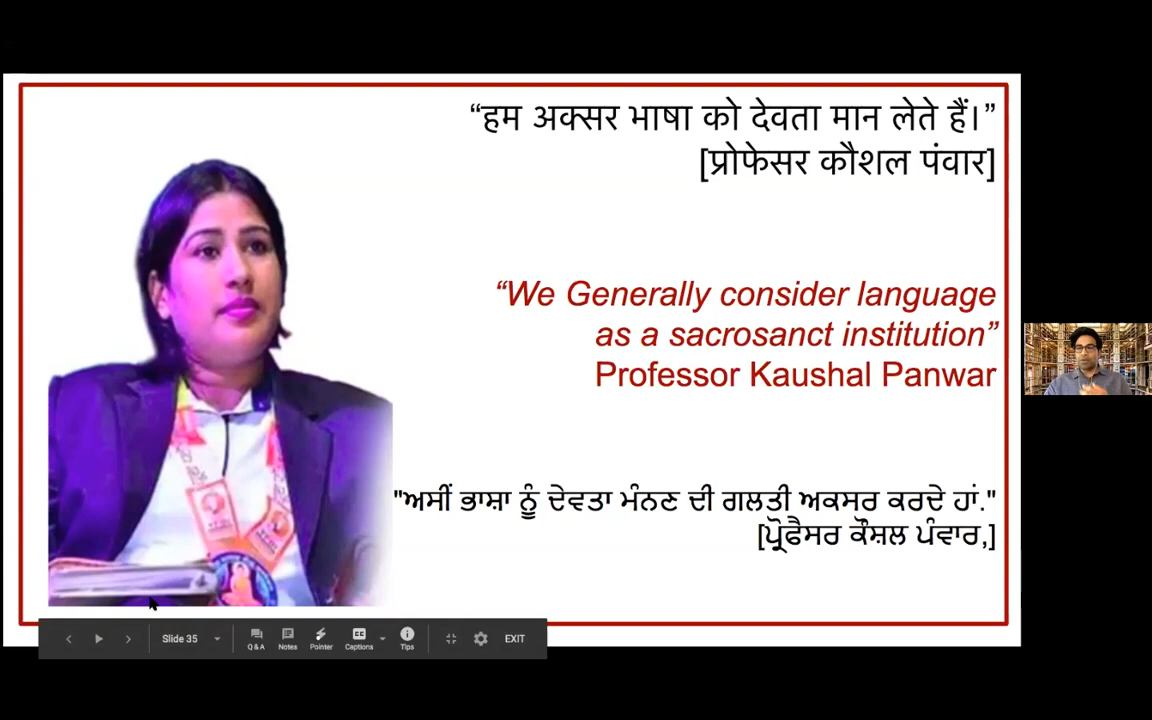 “हम अक्सर भाषा को देवता मान लेते हैं।”
[प्रोफेसर कौशल पंवार]
“We Generally consider language
as a sacrosanct institution”
Professor Kaushal Panwar
"ਅਸੀਂ ਭਾਸ਼ਾ ਨੂੰ ਦੇਵਤਾ ਮੰਨਣ ਦੀ ਗਲਤੀ ਅਕਸਰ ਕਰਦੇ ਹਾਂ."
[ਪ੍ਰੋਫੈਸਰ ਕੌਸ਼ਲ ਪੰਵਾਰ,]
Slide 35
Q & A
Notes
Pointer
Captions
Tips
EXIT